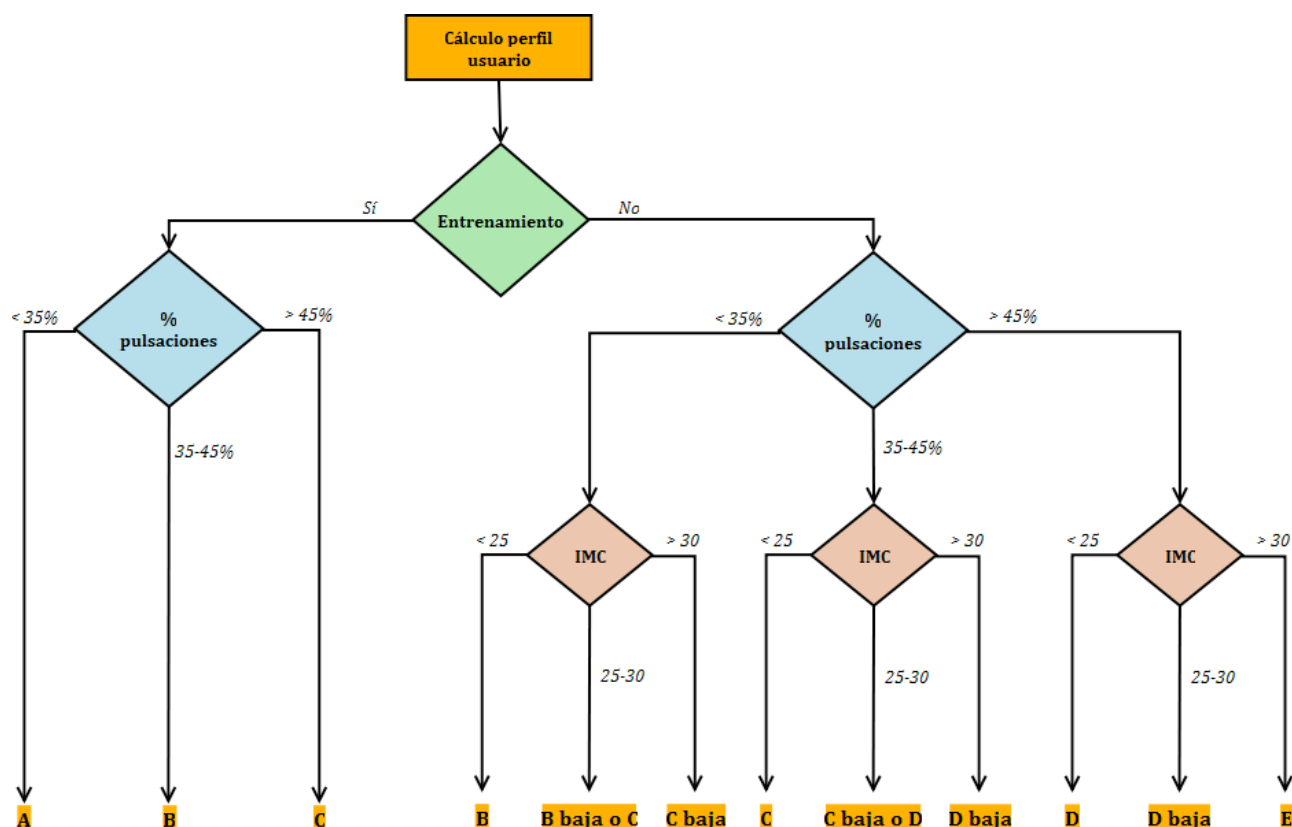 Cálculo perfil
usuario
Sí
Entrenamiento
No
< 35%
%
pulsaciones
> 45%
35-45%
< 35%
%
pulsaciones
> 45%
35-45%
< 25
IMC
> 30
25-30
< 25
IMC
> 30
25-30
< 25
IMC
> 30
25-30
A
B
C
B
B baja o C
C baja
C
C baja o D
D baja
D
D baja
E